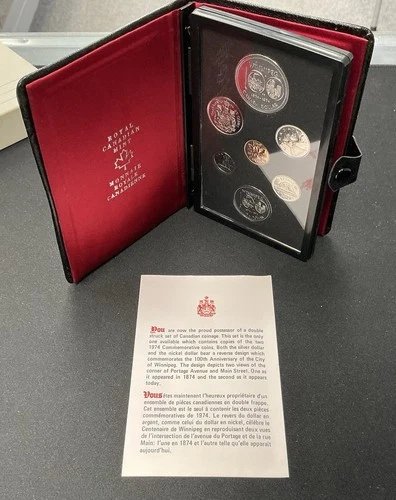 ROYAL
CANADIAN
MINT
MONNAIE
ROYALE
CANADIENNE
WINNIPEG
You are now the proud possessor of a double
struck set of Canadian coinage. This set is the only
one available which contains copies of the two
1974 Commemorative coins. Both the silver dollar
and the nickel dollar bear a reverse design which
commemorates the 100th Anniversary of the City
of Winnipeg. The design depicts two views of the
corner of Portage Avenue and Main Street. One as
it appeared in 1874 and the second as it appears
today.
Vous êtes maintenant l'heureux propriétaire d'un
ensemble de pièces canadiennes en double frappe.
Cet ensemble est le seul à contenir les deux pièces
commémoratives de 1974. Le revers du dollar en
argent, comme celui du dollar en nickel, célèbre le
Centenaire de Winnipeg en reproduisant deux vues
de l'intersection de l'avenue du Portage et de la rue
Main: l'une en 1874 et l'autre telle qu'elle apparaît
aujourd'hui.